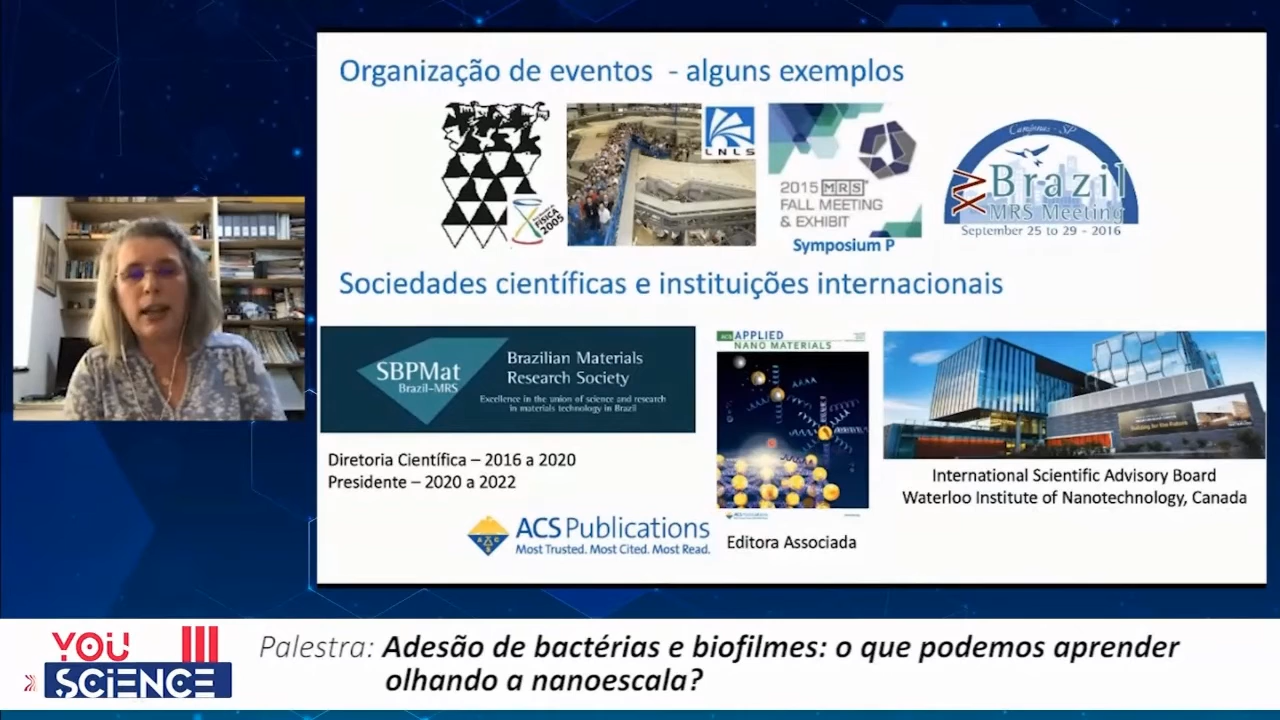 Organização de eventos - alguns exemplos
FÍSICA
2005
LNLS
2015 MRS
FALL MEETING
& EXHIBIT
Symposium P
Campinas - SP
Brazil
MRS Meeting
September 25 to 29 - 2016
Sociedades científicas e instituições internacionais
SBPMat
Brazil-MRS
Brazilian Materials
Research Society
Excellence in the union of science and research
in materials technology in Brazil
Diretoria Científica – 2016 a 2020
Presidente – 2020 a 2022
ACS Publications
Most Trusted. Most Cited. Most Read.
ACS APPLIED
NANO MATERIALS
Editora Associada
International Scientific Advisory Board
Waterloo Institute of Nanotechnology, Canada
YOU III
SCiENCE
Palestra: Adesão de bactérias e biofilmes: o que podemos aprender
olhando a nanoescala?